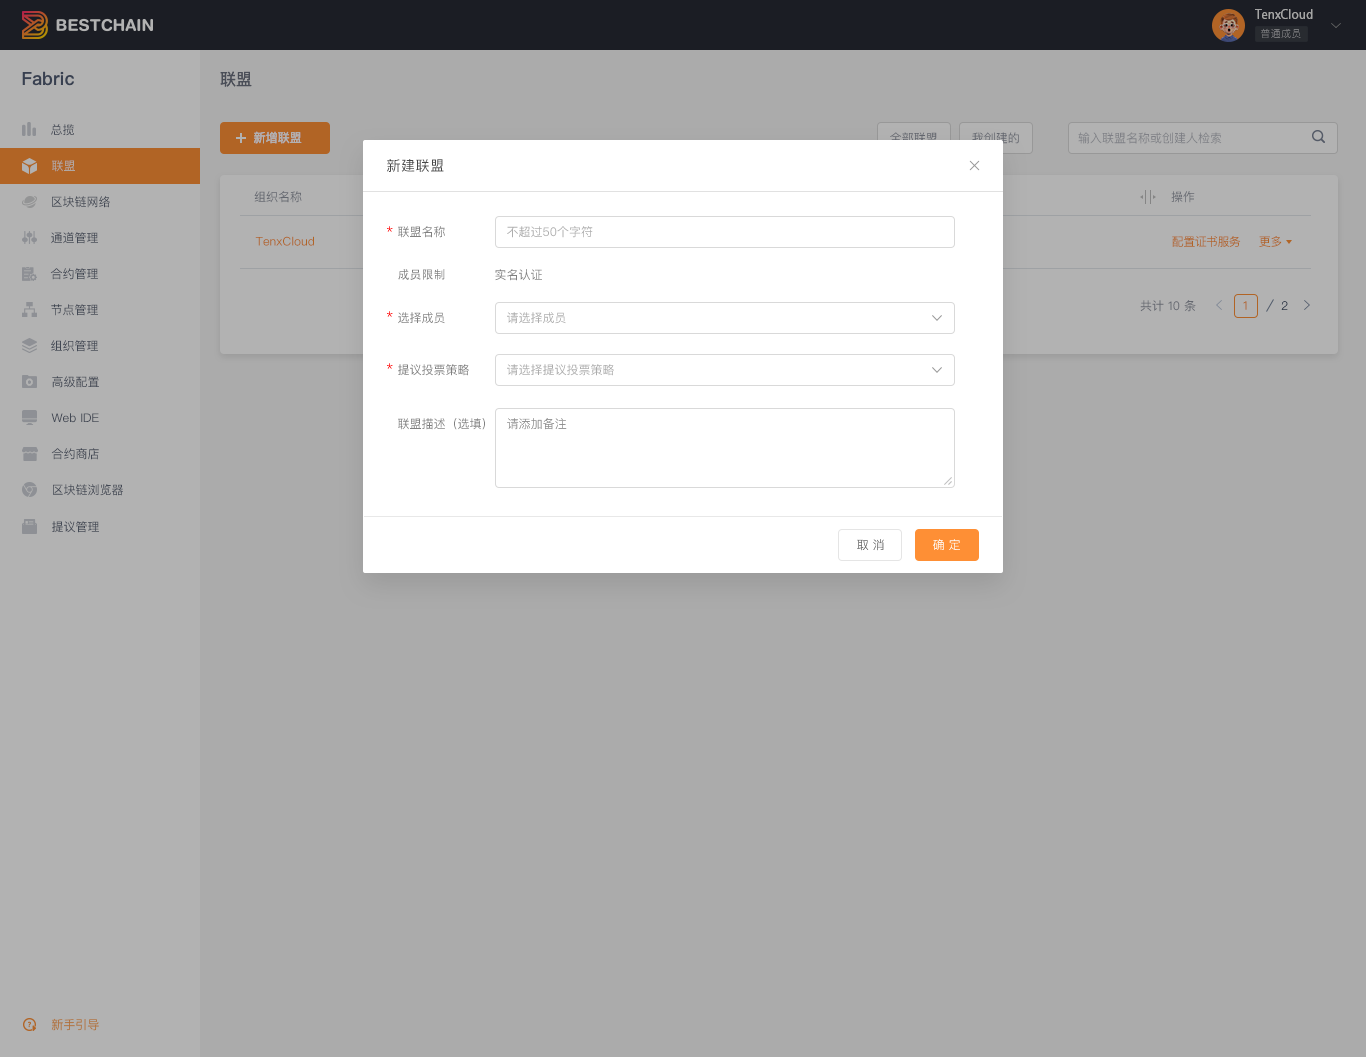 BESTCHAIN
TenxCloud
普通成员
Fabric
总揽
联盟
区块链网络
通道管理
合约管理
节点管理
组织管理
高级配置
Web IDE
合约商店
区块链浏览器
提议管理
新手引导
联盟
+ 新增联盟
全部联盟
我创建的
输入联盟名称或创建人检索
组织名称
操作
TenxCloud
配置证书服务 更多
共计 10 条 < 1 / 2 >
新建联盟
* 联盟名称 不超过50个字符
成员限制 实名认证
* 选择成员 请选择成员
* 提议投票策略 请选择提议投票策略
联盟描述（选填） 请添加备注
取 消 确 定